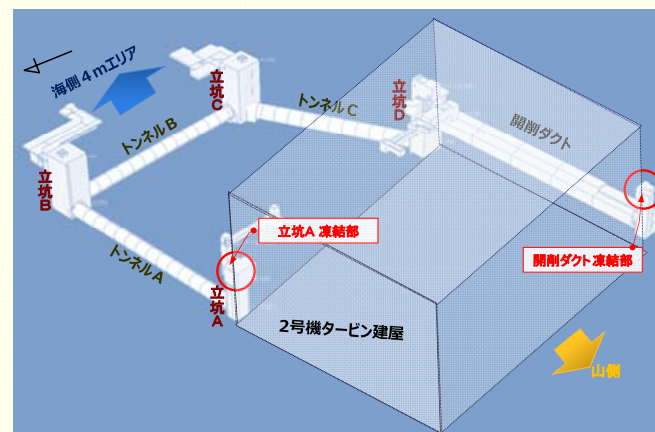 海側4mエリア
立坑C
トンネルB
トンネルC
立坑D
開削ダクト
立坑B
トンネルA
立坑A 凍結部
立坑A
開削ダクト凍結部
2号機タービン建屋
山側